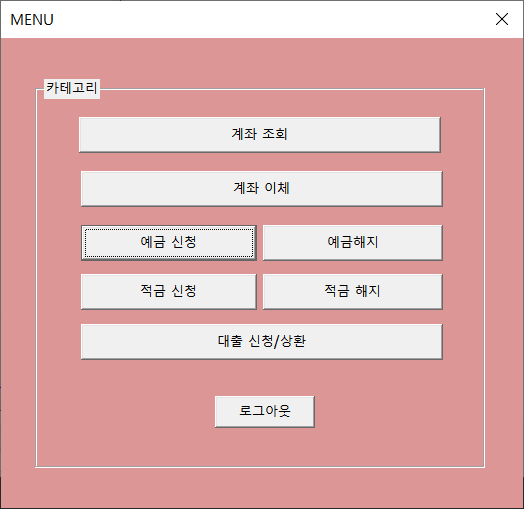 MENU
카테고리
계좌 조회
계좌 이체
예금 신청
예금해지
적금 신청
적금 해지
대출 신청/상환
로그아웃